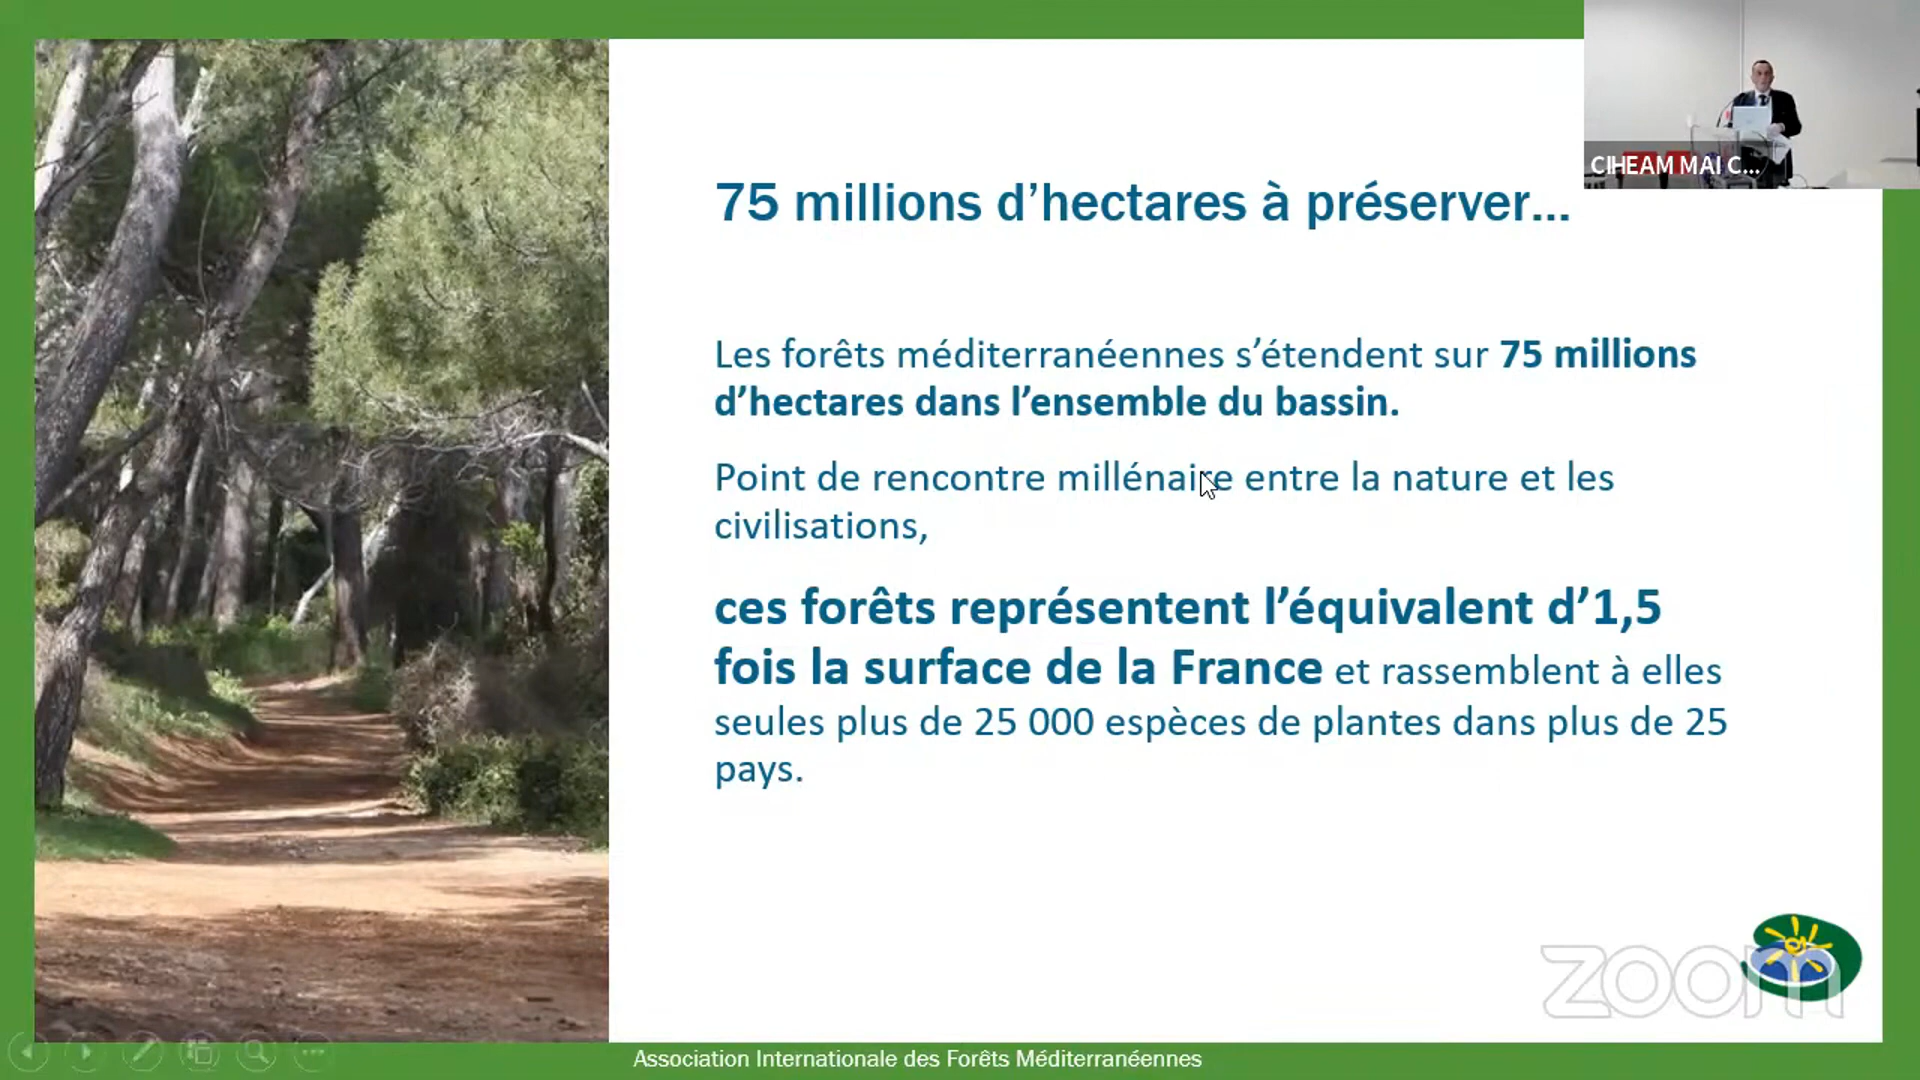 CIHEAM MAI C...
75 millions d’hectares à préserver...
Les forêts méditerranéennes s’étendent sur 75 millions
d’hectares dans l’ensemble du bassin.
Point de rencontre millénaire entre la nature et les
civilisations,
ces forêts représentent l’équivalent d’1,5
fois la surface de la France et rassemblent à elles
seules plus de 25 000 espèces de plantes dans plus de 25
pays.
zoom
Association Internationale des Forêts Méditerranéennes